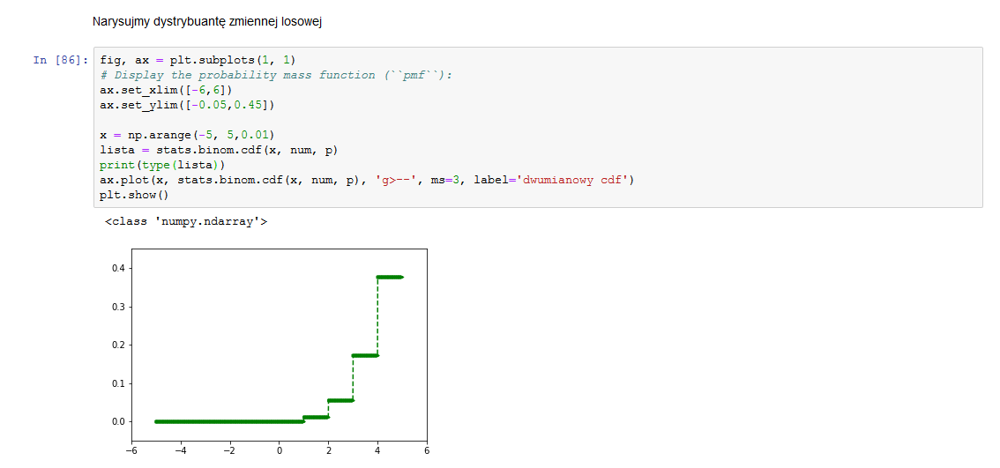 Narysujmy dystrybuantę zmiennej losowej
In [86]: fig, ax = plt.subplots(1, 1)
# Display the probability mass function (``pmf``):
ax.set_xlim([-6,6])
ax.set_ylim([-0.05,0.45])
x = np.arange(-5, 5,0.01)
lista = stats.binom.cdf(x, num, p)
print(type(lista))
ax.plot(x, stats.binom.cdf(x, num, p), 'g>--', ms=3, label='dwumianowy cdf')
plt.show()
<class 'numpy.ndarray'>
0.4
0.3
0.2
0.1
0.0
−6 −4 −2 0 2 4 6